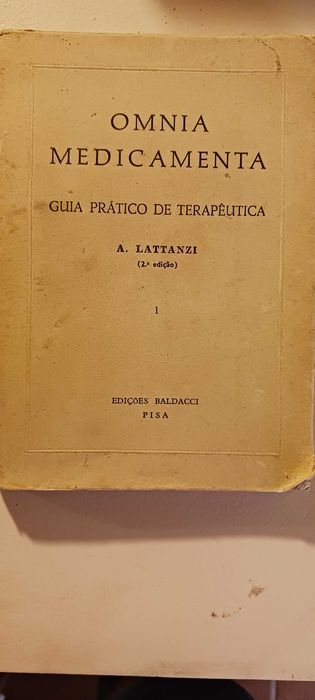 OMNIA
MEDICAMENTA
GUIA PRÁTICO DE TERAPÊUTICA
A. LATTANZI
(2.ª edição)
1
EDIÇÕES BALDACCI
PISA